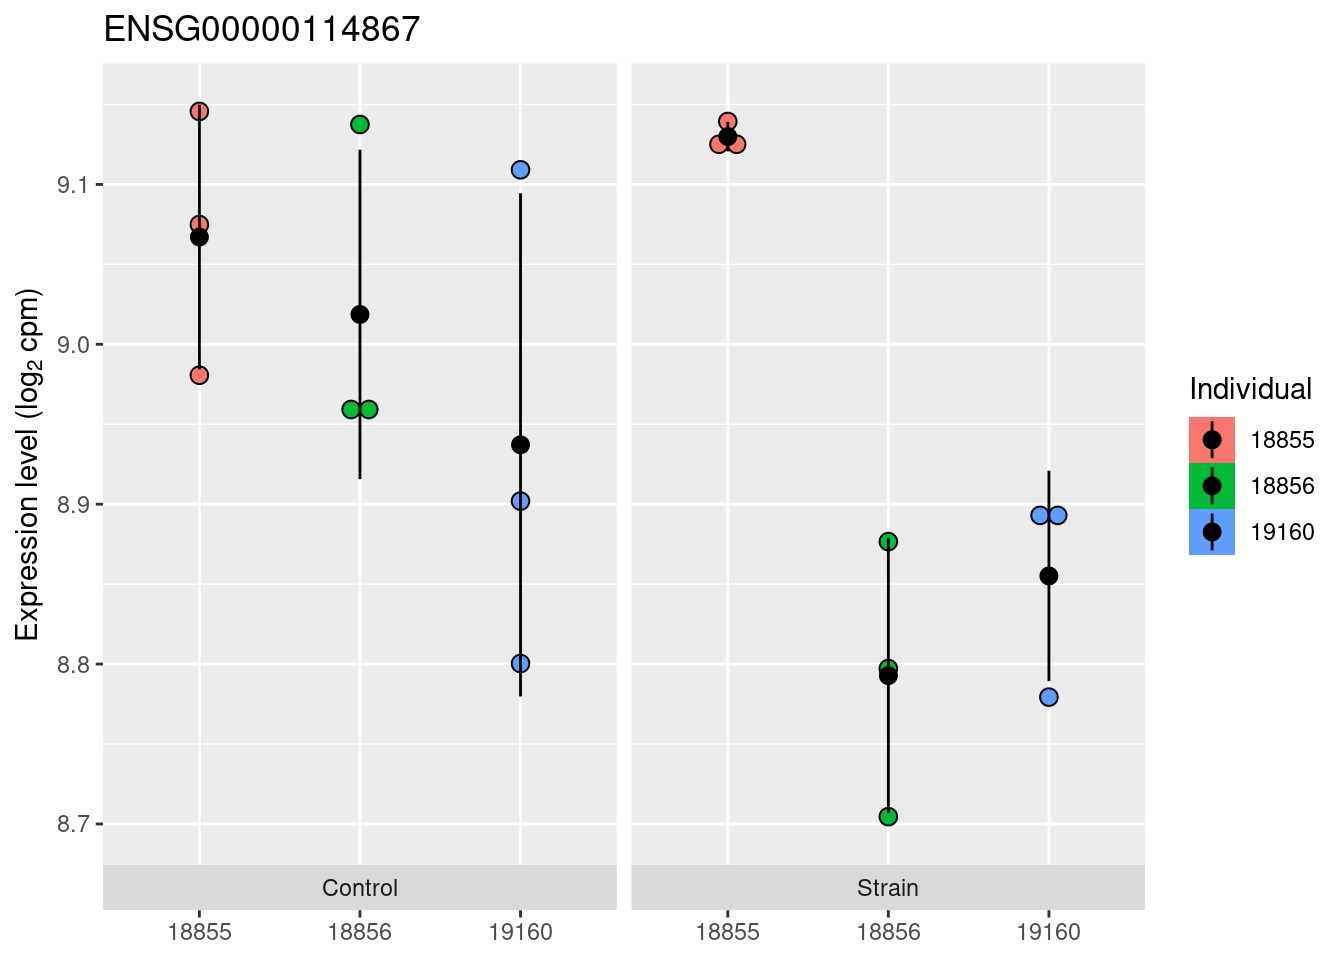 ENSG00000114867
Expression level (log₂ cpm)
9.1
9.0
8.9
8.8
8.7
Control
Strain
18855
18856
19160
18855
18856
19160
Individual
18855
18856
19160